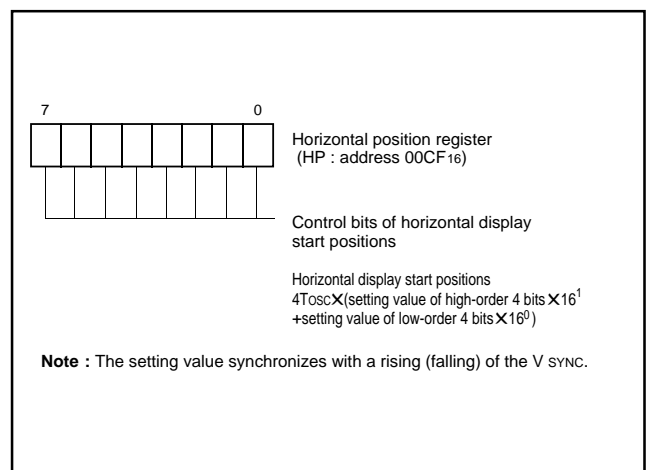 7 0
Horizontal position register
(HP : address 00CF16)
Control bits of horizontal display
start positions
Horizontal display start positions
4Tosc×(setting value of high-order 4 bits×16¹
+setting value of low-order 4 bits×16⁰)
Note : The setting value synchronizes with a rising (falling) of the V SYNC.